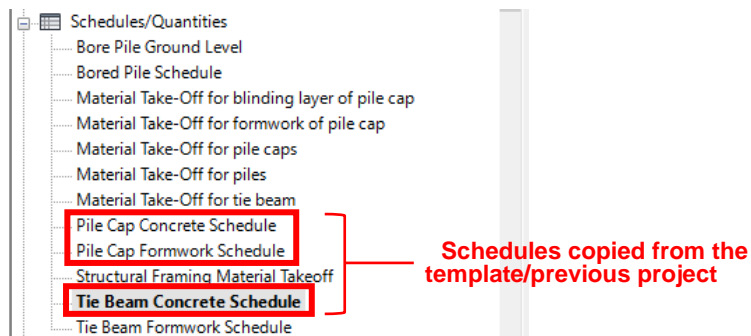 Schedules/Quantities
Bore Pile Ground Level
Bored Pile Schedule
Material Take-Off for blinding layer of pile cap
Material Take-Off for formwork of pile cap
Material Take-Off for pile caps
Material Take-Off for piles
Material Take-Off for tie beam
Pile Cap Concrete Schedule
Pile Cap Formwork Schedule
Structural Framing Material Takeoff
Tie Beam Concrete Schedule
Tie Beam Formwork Schedule
Schedules copied from the
template/previous project